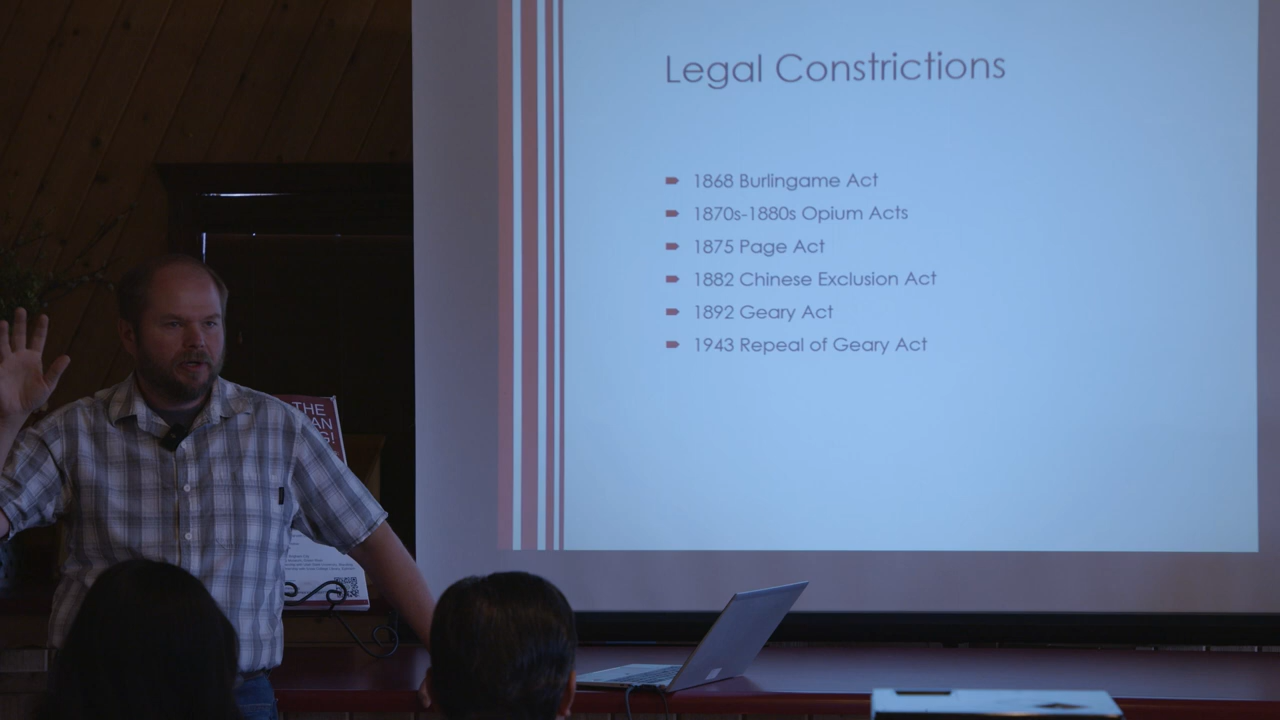 Legal Constrictions
1868 Burlingame Act
1870s-1880s Opium Acts
1875 Page Act
1882 Chinese Exclusion Act
1892 Geary Act
1943 Repeal of Geary Act
THE